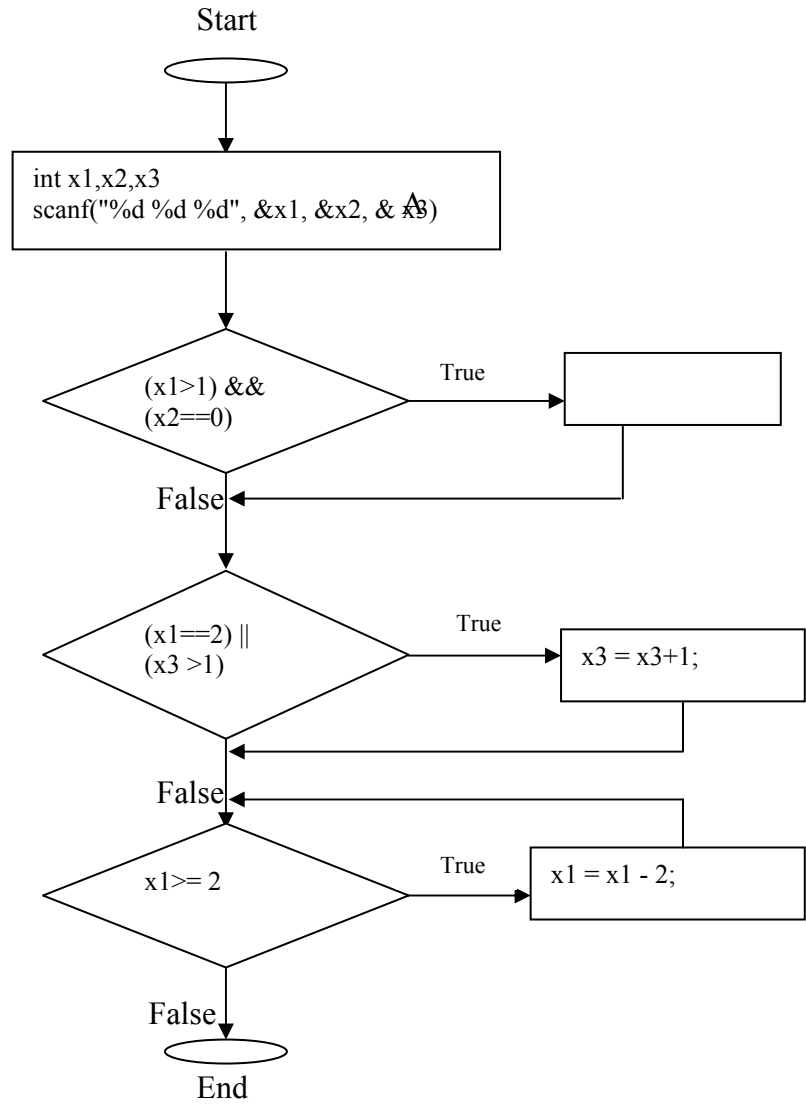 Start
int x1,x2,x3
scanf("%d %d %d", &x1, &x2, & x3)
(x1>1) &&
(x2==0)
True
False
(x1==2) ||
(x3 >1)
True
x3 = x3+1;
False
x1>= 2
True
x1 = x1 - 2;
False
End